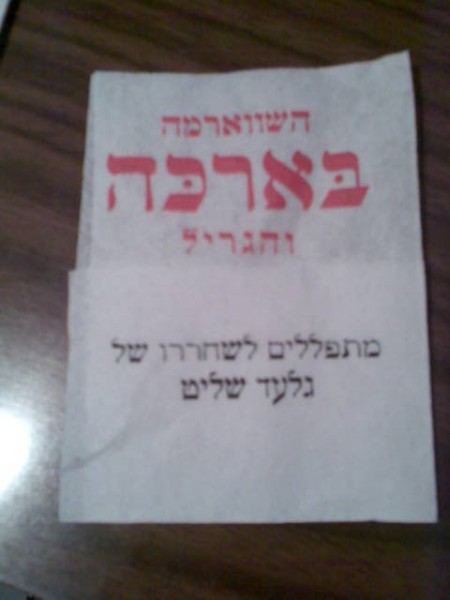 השווארמה
בארכה
והגריל
מתפללים לשחררו של
גלעד שליט